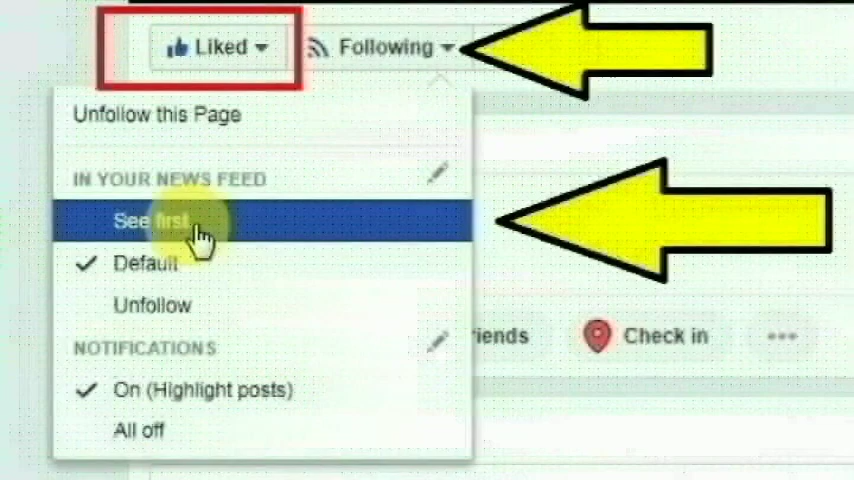 Liked Following
Unfollow this Page
IN YOUR NEWS FEED
See first
Default
Unfollow
riends Check in
NOTIFICATIONS
On (Highlight posts)
All off